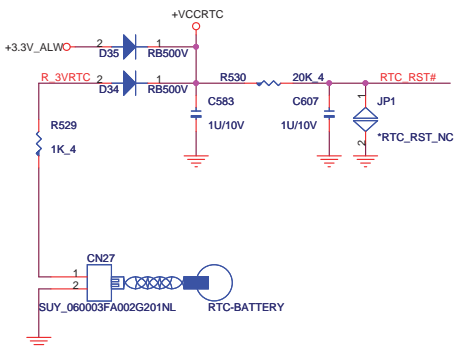 +VCCRTC
+3.3V_ALW
2
1
D35
RB500V
R_3VRTC
2
1
D34
RB500V
R530
20K_4
RTC_RST#
C583
1U/10V
C607
1U/10V
1
JP1
*RTC_RST_NC
2
R529
1K_4
CN27
1
2
SUY_060003FA002G201NL
RTC-BATTERY